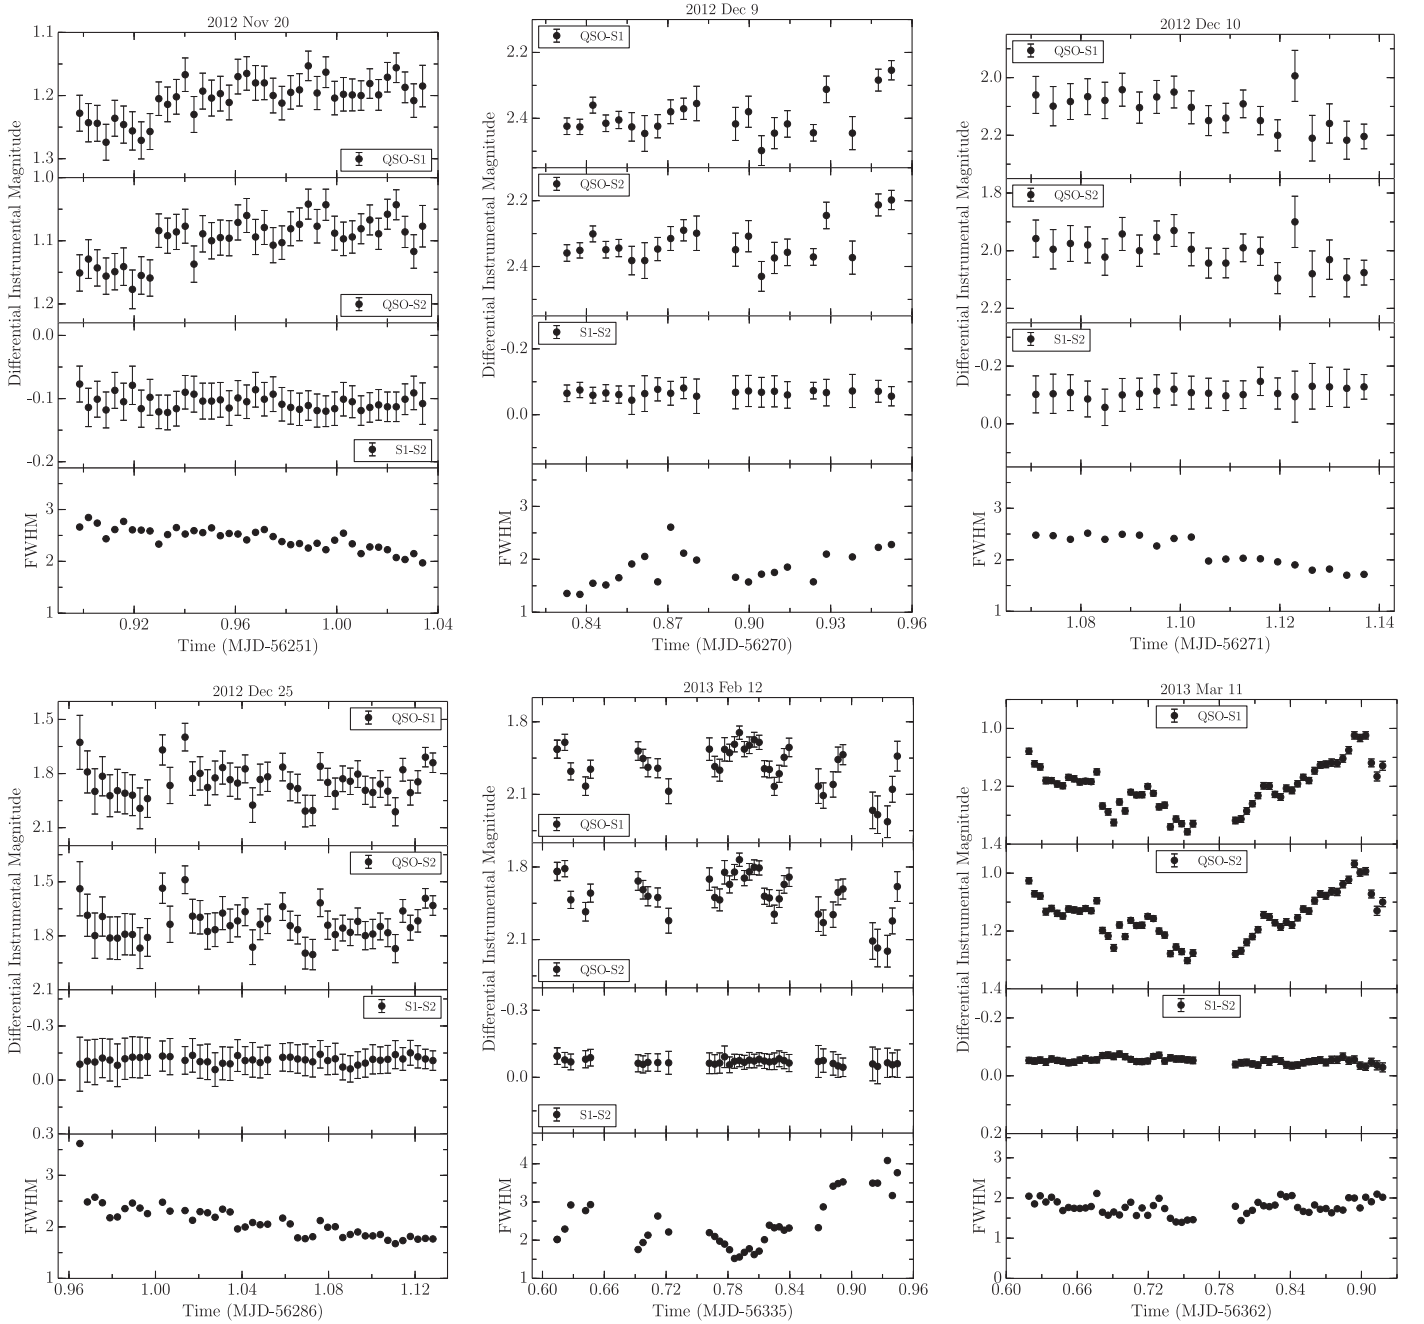 2012 Nov 20
1.1
1.2
1.3
QSO-S1
1.0
1.1
1.2
QSO-S2
0.0
-0.1
-0.2
S1-S2
3
2
1
Differential Instrumental Magnitude
FWHM
0.92
0.96
1.00
1.04
Time (MJD-56251)
2012 Dec 9
QSO-S1
2.2
2.4
QSO-S2
2.2
2.4
S1-S2
-0.2
0.0
3
2
1
Differential Instrumental Magnitude
FWHM
0.84
0.87
0.90
0.93
0.96
Time (MJD-56270)
2012 Dec 10
QSO-S1
2.0
2.2
QSO-S2
1.8
2.0
2.2
S1-S2
-0.2
0.0
3
2
1
Differential Instrumental Magnitude
FWHM
1.08
1.10
1.12
1.14
Time (MJD-56271)
2012 Dec 25
QSO-S1
1.5
1.8
2.1
QSO-S2
1.5
1.8
2.1
S1-S2
-0.3
0.0
0.3
3
2
1
Differential Instrumental Magnitude
FWHM
0.96
1.00
1.04
1.08
1.12
Time (MJD-56286)
2013 Feb 12
1.8
2.1
QSO-S1
1.8
2.1
QSO-S2
-0.3
0.0
S1-S2
4
3
2
1
Differential Instrumental Magnitude
FWHM
0.60
0.66
0.72
0.78
0.84
0.90
0.96
Time (MJD-56335)
2013 Mar 11
QSO-S1
1.0
1.2
1.4
QSO-S2
1.0
1.2
1.4
S1-S2
-0.2
0.0
0.2
3
2
1
0
Differential Instrumental Magnitude
FWHM
0.60
0.66
0.72
0.78
0.84
0.90
Time (MJD-56362)